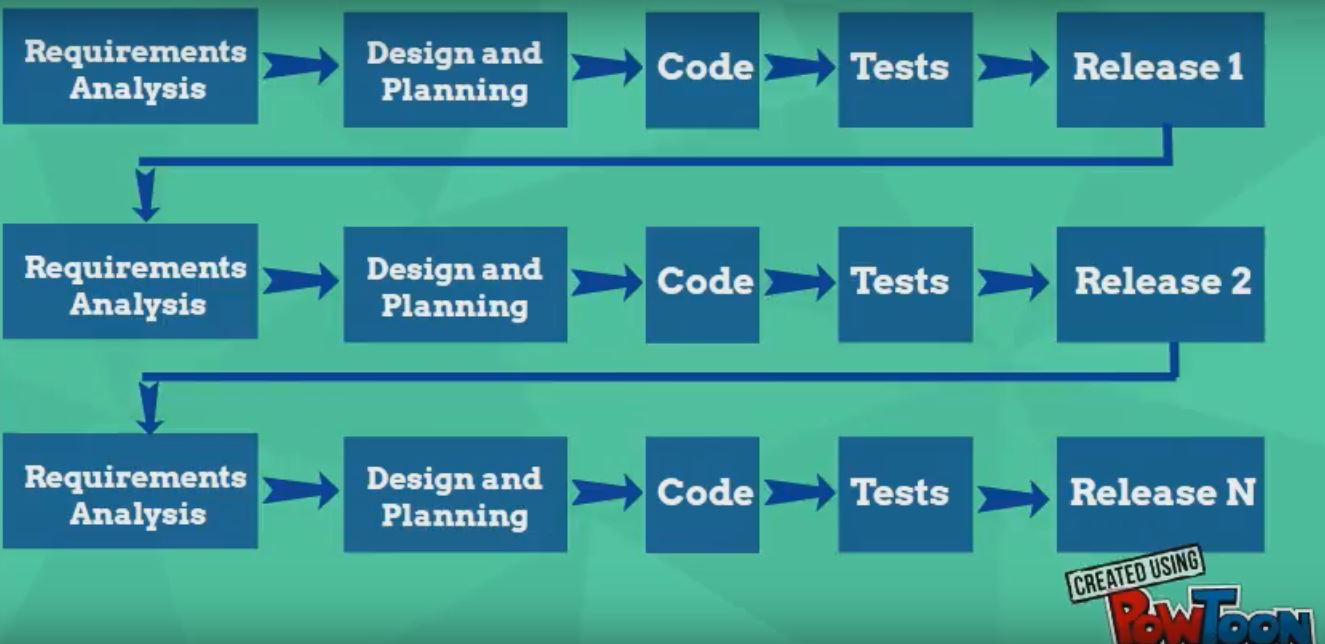 Requirements
Analysis
Design and
Planning
Code
Tests
Release 1
Requirements
Analysis
Design and
Planning
Code
Tests
Release 2
Requirements
Analysis
Design and
Planning
Code
Tests
Release N
CREATED USING
POWTOON